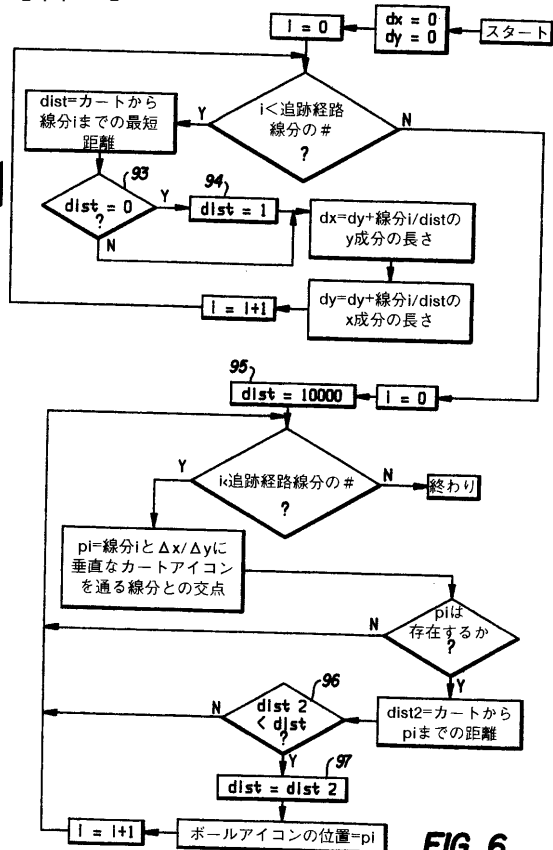 スタート
dx = 0
dy = 0
i = 0
i<追跡経路
線分の#
?
Y
N
dist=カートから
線分iまでの最短
距離
93
dist = 0
?
Y
N
94
dist = 1
dx=dy+線分i/distの
y成分の長さ
dy=dy+線分i/distの
x成分の長さ
i = i+1
95
dist = 10000
i = 0
i<追跡経路線分の#
?
Y
N
終わり
pi=線分iとΔx/Δyに
垂直なカートアイコン
を通る線分との交点
piは
存在するか
?
N
Y
dist2=カートから
piまでの距離
96
dist 2
< dist
?
N
Y
97
dist = dist 2
ボールアイコンの位置=pi
i = i+1
FIG. 6